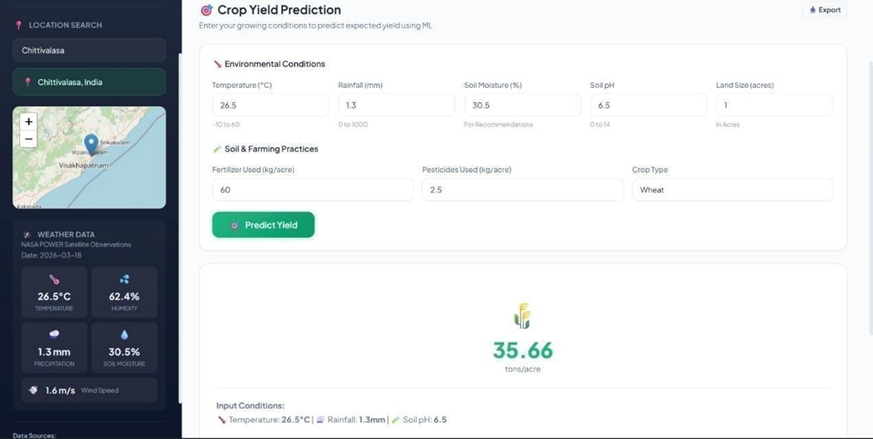 LOCATION SEARCH
Chittivalasa
Chittivalasa, India
+
−
Srikakulam
Vizianagaram
Visakhapatnam
Kakinada
WEATHER DATA
NASA POWER Satellite Observations
Date: 2026-03-18
26.5°C 62.4%
TEMPERATURE HUMIDITY
1.3 mm 30.5%
PRECIPITATION SOIL MOISTURE
1.6 m/s Wind Speed
Data Sources:
Crop Yield Prediction
Export
Enter your growing conditions to predict expected yield using ML
Environmental Conditions
Temperature (°C) Rainfall (mm) Soil Moisture (%) Soil pH Land Size (acres)
26.5 1.3 30.5 6.5 1
-10 to 60 0 to 1000 For Recommendations 0 to 14 In Acres
Soil & Farming Practices
Fertilizer Used (kg/acre) Pesticides Used (kg/acre) Crop Type
60 2.5 Wheat
Predict Yield
35.66
tons/acre
Input Conditions:
Temperature: 26.5°C | Rainfall: 1.3mm | Soil pH: 6.5